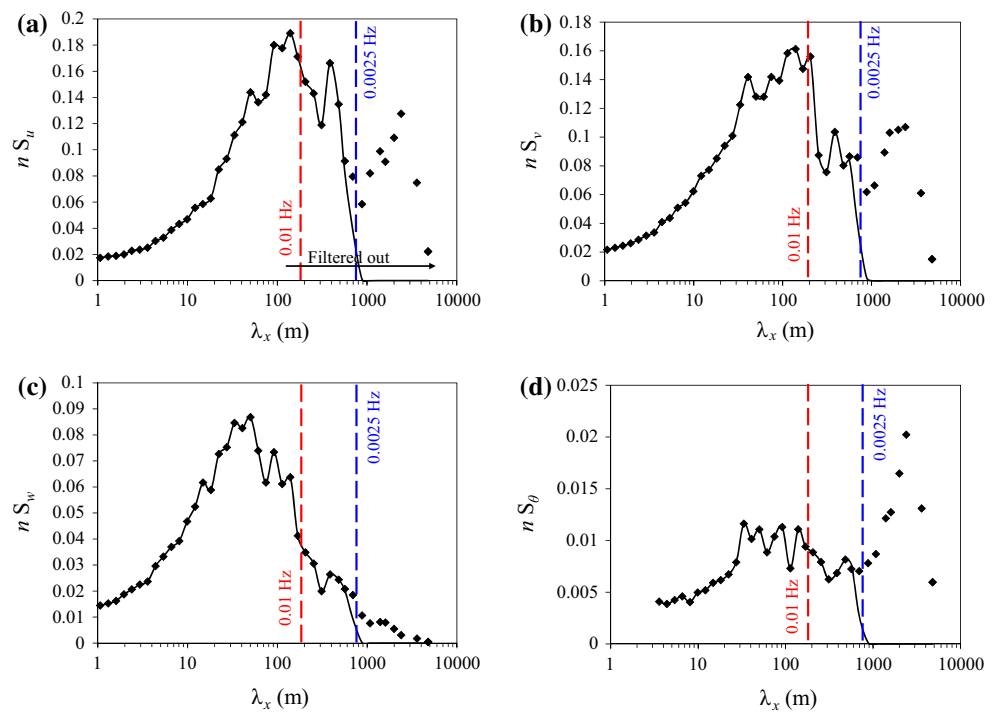 (a)
0.2
0.18
0.16
0.14
0.12
0.1
0.08
0.06
0.04
0.02
0
n S_u
0.01 Hz
0.0025 Hz
Filtered out
1 10 100 1000 10000
λ_x (m)
(b)
0.18
0.16
0.14
0.12
0.1
0.08
0.06
0.04
0.02
0
n S_v
0.01 Hz
0.0025 Hz
1 10 100 1000 10000
λ_x (m)
(c)
0.1
0.09
0.08
0.07
0.06
0.05
0.04
0.03
0.02
0.01
0
n S_w
0.01 Hz
0.0025 Hz
1 10 100 1000 10000
λ_x (m)
(d)
0.025
0.02
0.015
0.01
0.005
0
n S_θ
0.01 Hz
0.0025 Hz
1 10 100 1000 10000
λ_x (m)